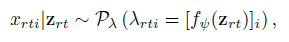 x_{rti}|z_{rt} ∼ 𝒫_λ (λ_{rti} = [f_ψ(z_{rt})]_i) ,